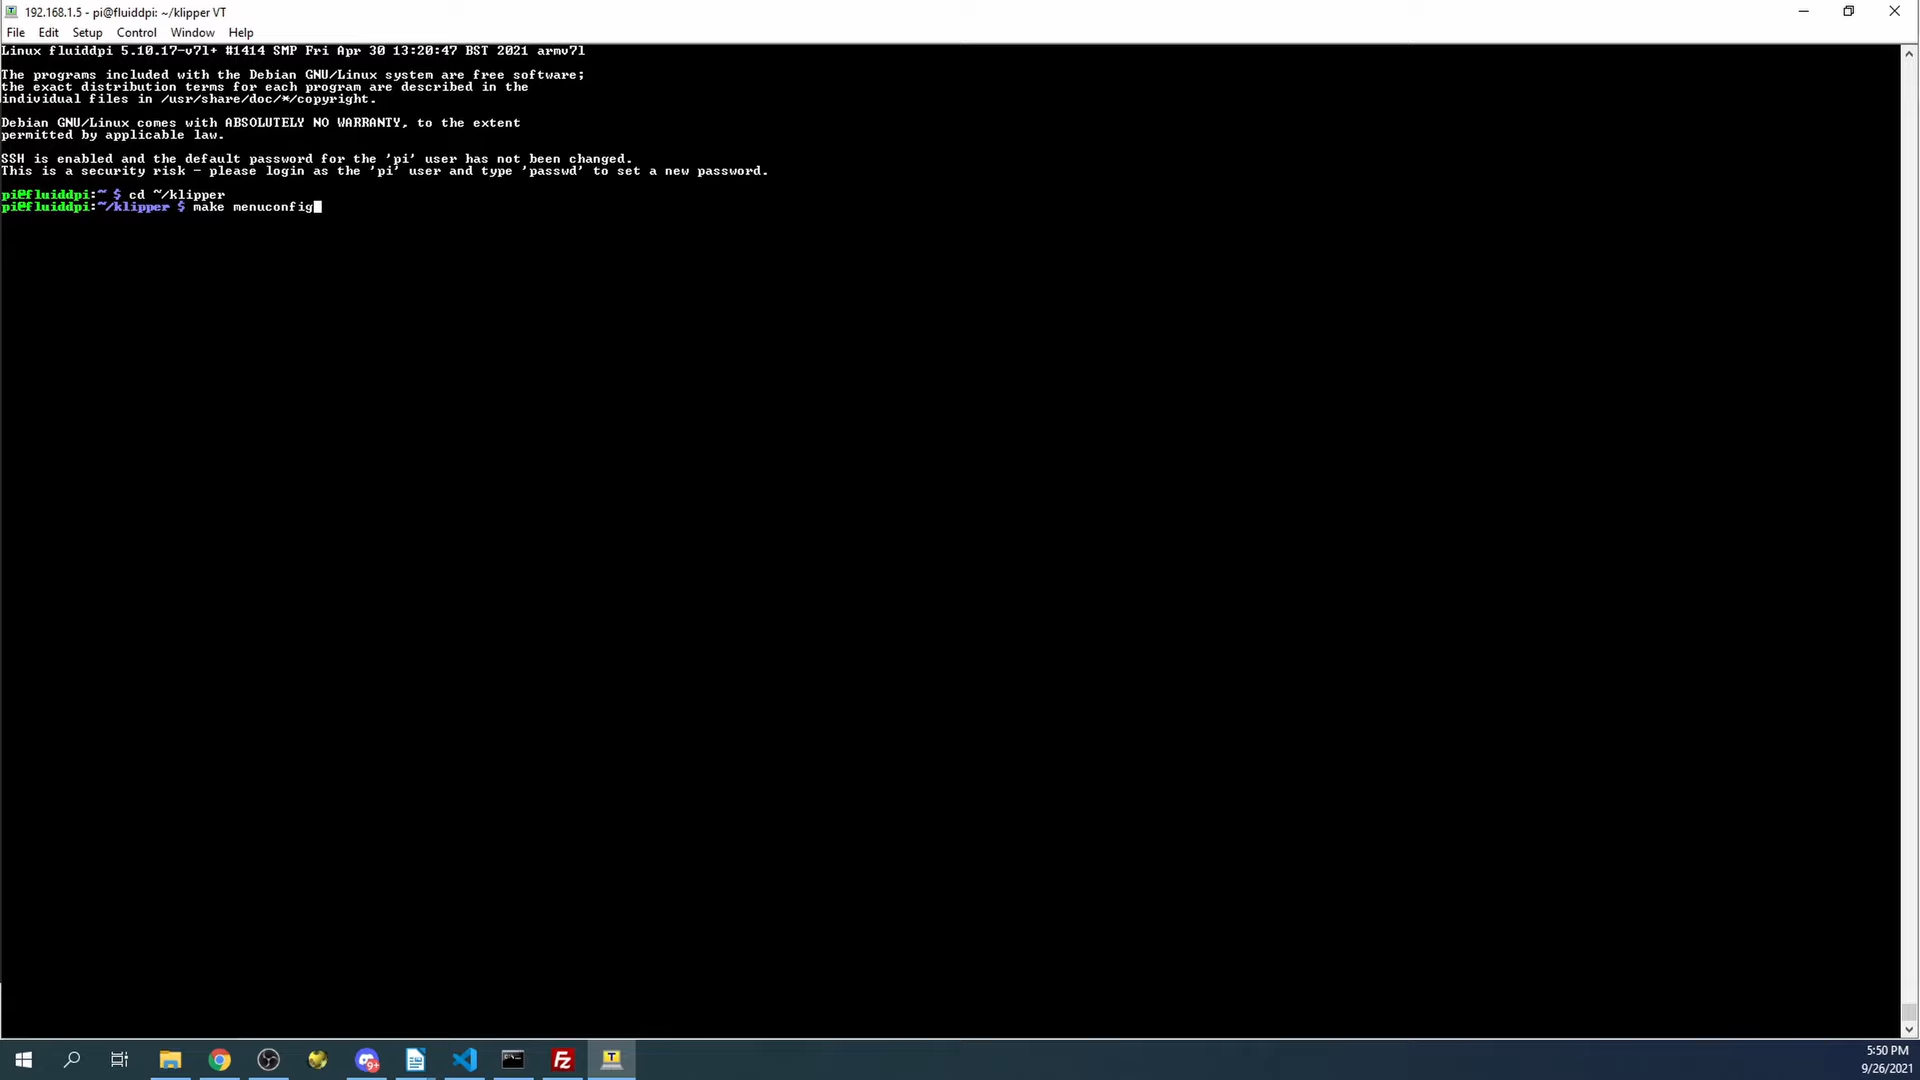 192.168.1.5 - pi@fluiddpi: ~/klipper VT
File Edit Setup Control Window Help
Linux fluiddpi 5.10.17-v7l+ #1414 SMP Fri Apr 30 13:20:47 BST 2021 armv7l
The programs included with the Debian GNU/Linux system are free software;
the exact distribution terms for each program are described in the
individual files in /usr/share/doc/*/copyright.
Debian GNU/Linux comes with ABSOLUTELY NO WARRANTY, to the extent
permitted by applicable law.
SSH is enabled and the default password for the 'pi' user has not been changed.
This is a security risk - please login as the 'pi' user and type 'passwd' to set a new password.
pi@fluiddpi:~ $ cd ~/klipper
pi@fluiddpi:~/klipper $ make menuconfig
9+
Fz
T
5:50 PM
9/26/2021